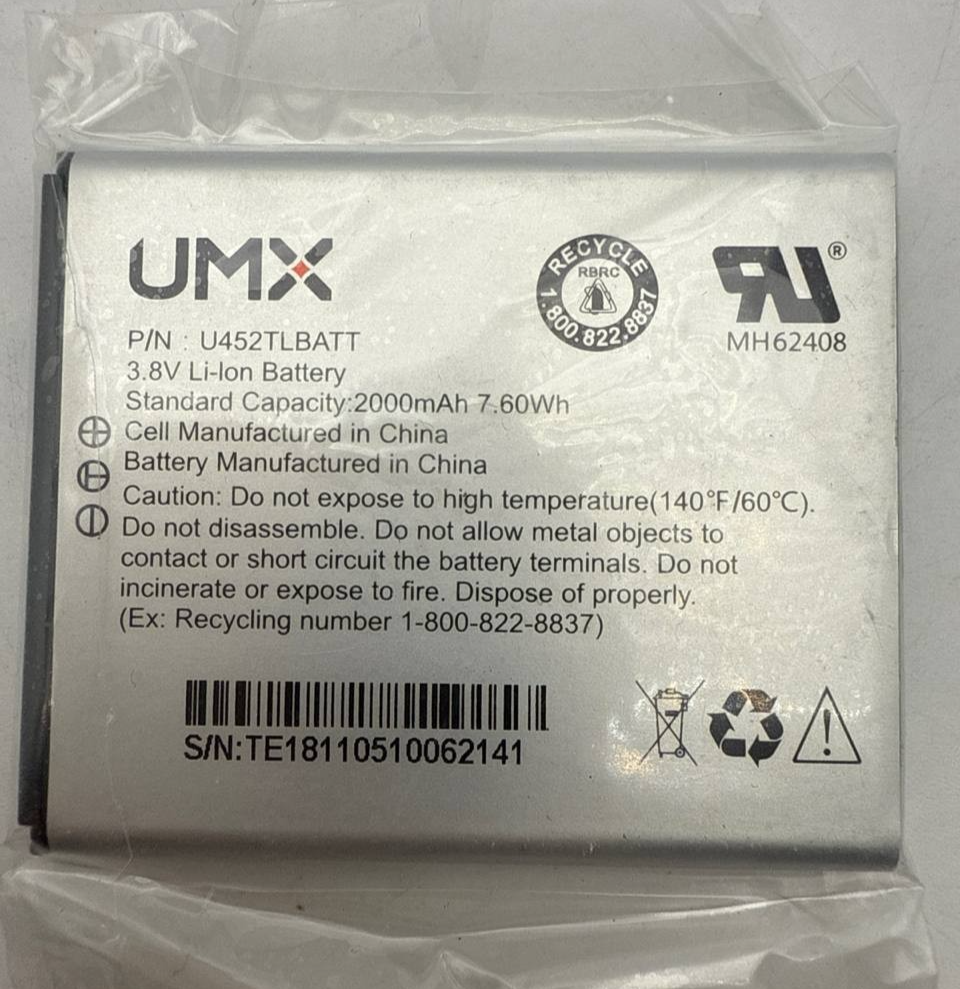 UMX
RECYCLE
RBRC
1.800.822.8837
RU®
MH62408
P/N : U452TLBATT
3.8V Li-Ion Battery
Standard Capacity:2000mAh 7.60Wh
Cell Manufactured in China
Battery Manufactured in China
Caution: Do not expose to high temperature(140°F/60°C).
Do not disassemble. Do not allow metal objects to
contact or short circuit the battery terminals. Do not
incinerate or expose to fire. Dispose of properly.
(Ex: Recycling number 1-800-822-8837)
S/N:TE18110510062141